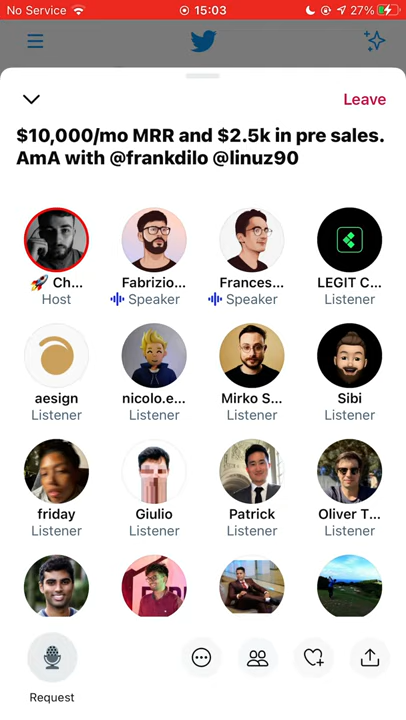 No Service 15:03 27%
Leave
$10,000/mo MRR and $2.5k in pre sales.
AmA with @frankdilo @linuz90
🚀 Ch... Fabrizio... Frances... LEGIT C...
Host Speaker Speaker Listener
aesign nicolo.e... Mirko S... Sibi
Listener Listener Listener Listener
friday Giulio Patrick Oliver T...
Listener Listener Listener Listener
Request